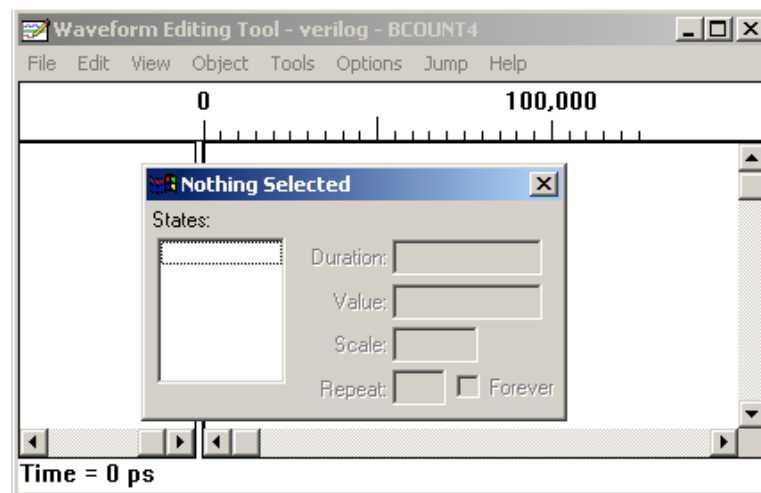 Waveform Editing Tool - verilog - BCOUNT4
File Edit View Object Tools Options Jump Help
0 100,000
Nothing Selected
States:
Duration:
Value:
Scale:
Repeat: Forever
Time = 0 ps